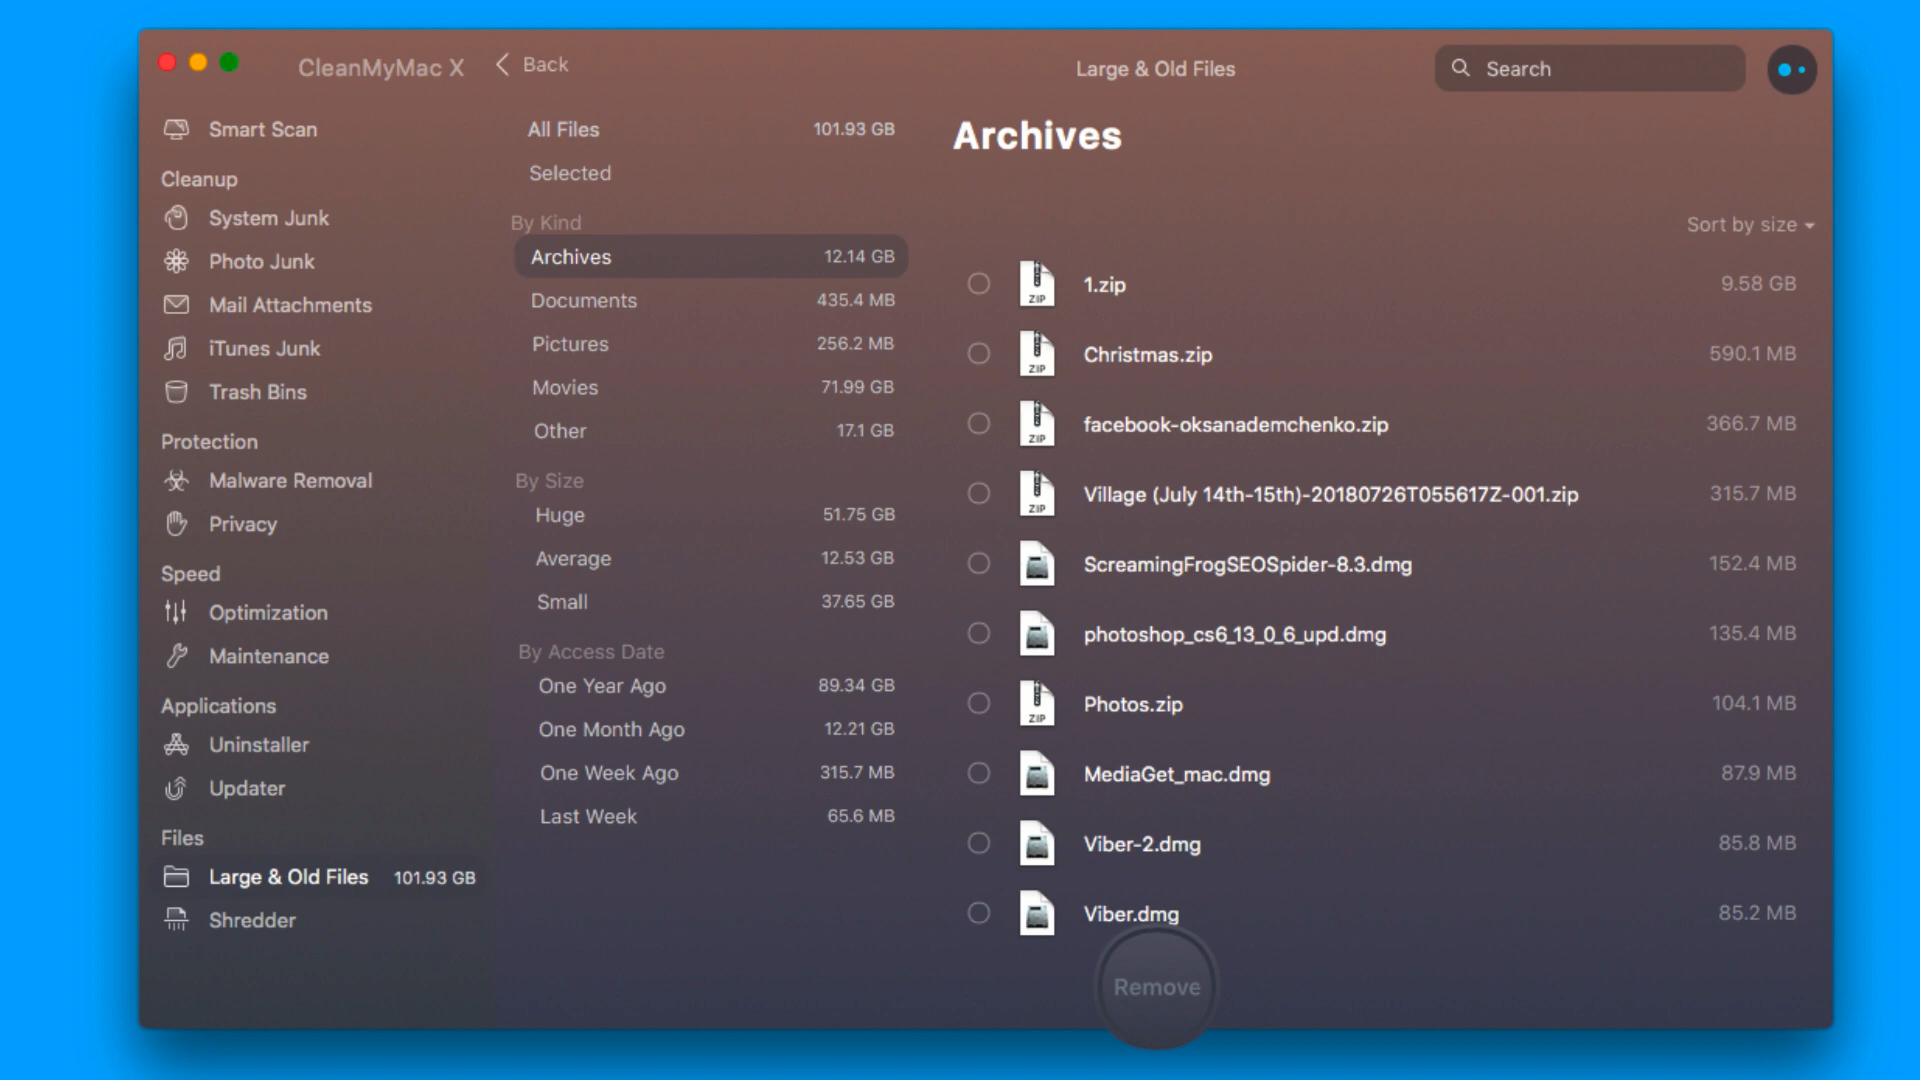 CleanMyMac X
Back
Large & Old Files
Search
Smart Scan
Cleanup
System Junk
Photo Junk
Mail Attachments
iTunes Junk
Trash Bins
Protection
Malware Removal
Privacy
Speed
Optimization
Maintenance
Applications
Uninstaller
Updater
Files
Large & Old Files 101.93 GB
Shredder
All Files 101.93 GB
Selected
By Kind
Archives 12.14 GB
Documents 435.4 MB
Pictures 256.2 MB
Movies 71.99 GB
Other 17.1 GB
By Size
Huge 51.75 GB
Average 12.53 GB
Small 37.65 GB
By Access Date
One Year Ago 89.34 GB
One Month Ago 12.21 GB
One Week Ago 315.7 MB
Last Week 65.6 MB
Archives
Sort by size
ZIP 1.zip 9.58 GB
ZIP Christmas.zip 590.1 MB
ZIP facebook-oksanademchenko.zip 366.7 MB
ZIP Village (July 14th-15th)-20180726T055617Z-001.zip 315.7 MB
ScreamingFrogSEOSpider-8.3.dmg 152.4 MB
photoshop_cs6_13_0_6_upd.dmg 135.4 MB
ZIP Photos.zip 104.1 MB
MediaGet_mac.dmg 87.9 MB
Viber-2.dmg 85.8 MB
Viber.dmg 85.2 MB
Remove